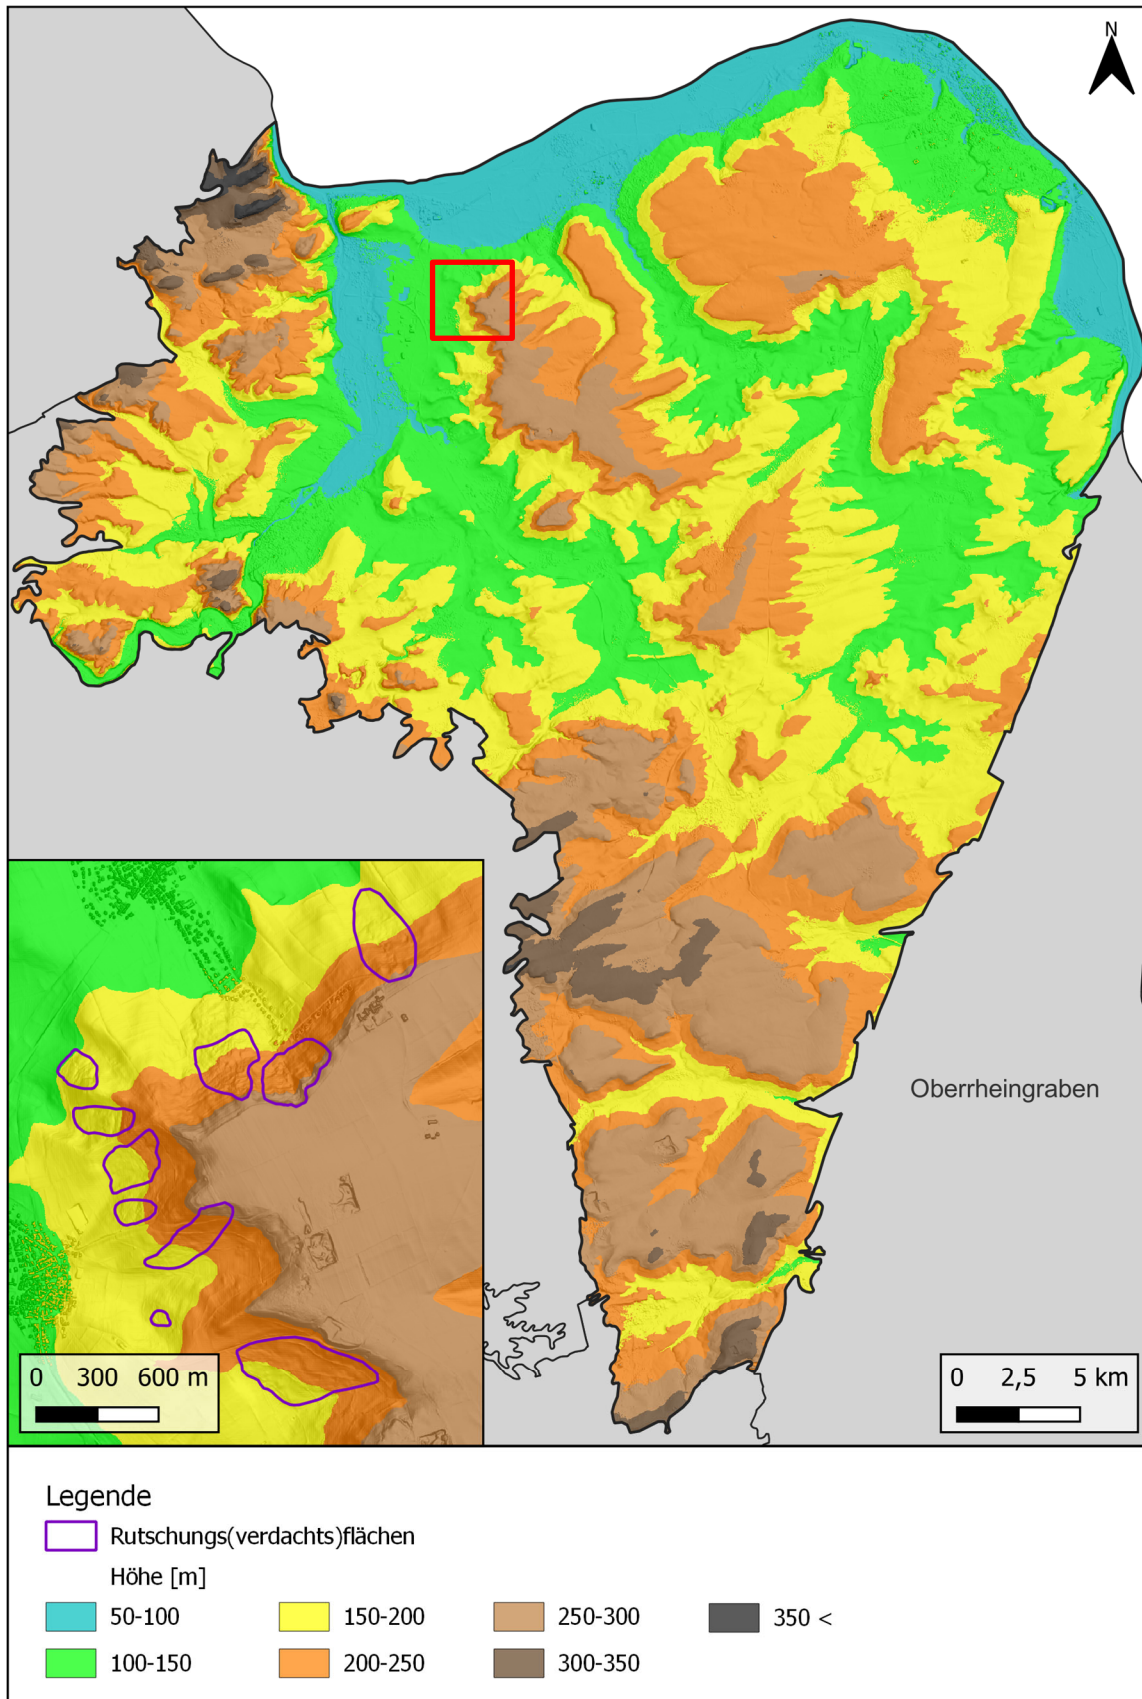 N
Oberrheingraben
0 300 600 m
0 2,5 5 km
Legende
Rutschungs(verdachts)flächen
Höhe [m]
50-100 150-200 250-300 350 <
100-150 200-250 300-350